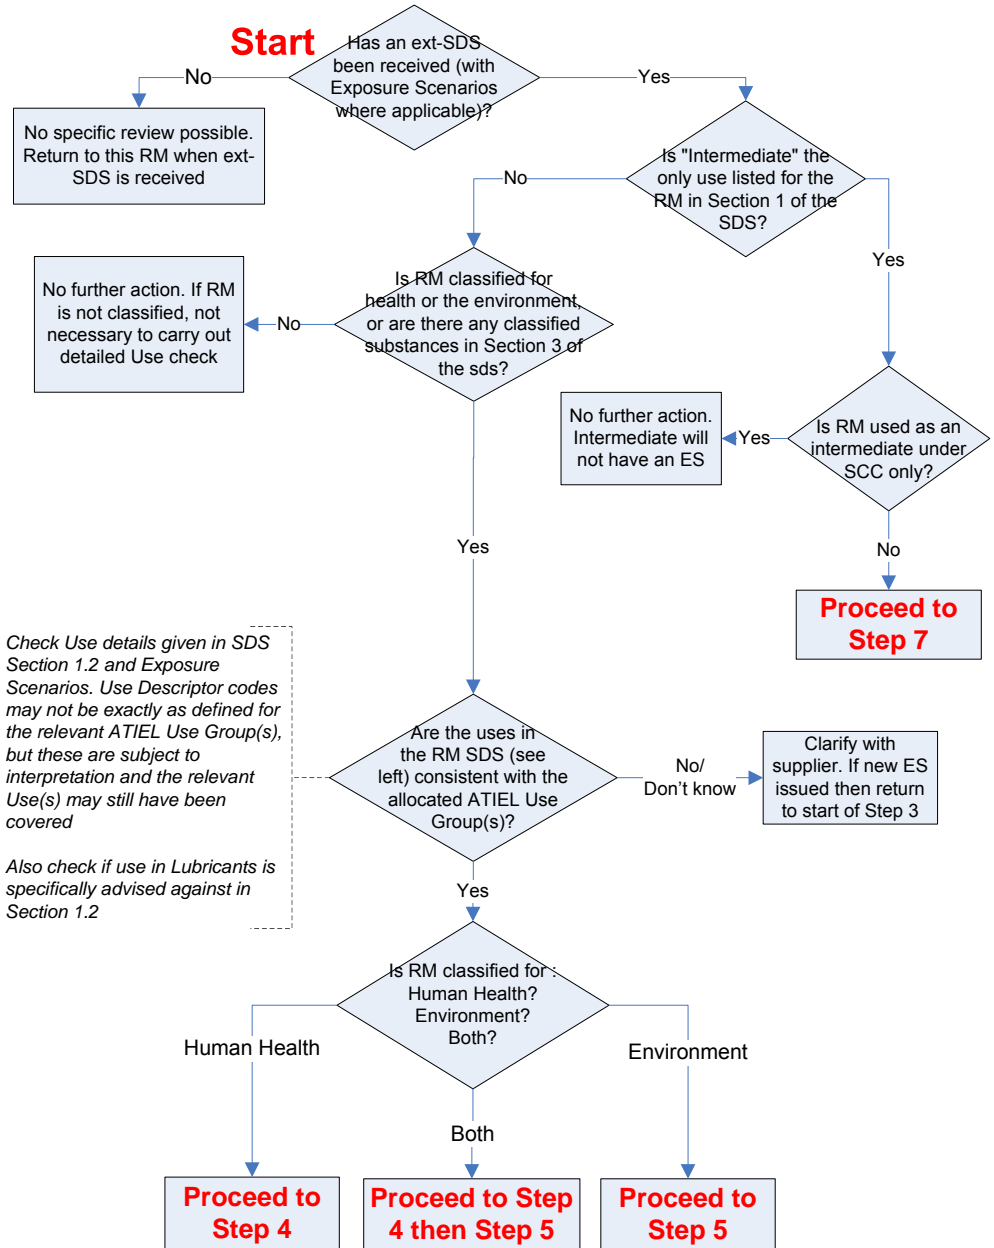 Start
Has an ext-SDS
been received (with
Exposure Scenarios
where applicable)?
No
Yes
No specific review possible.
Return to this RM when ext-
SDS is received
Is "Intermediate" the
only use listed for the
RM in Section 1 of the
SDS?
No
Yes
Is RM classified for
health or the environment,
or are there any classified
substances in Section 3 of
the sds?
No
No further action. If RM
is not classified, not
necessary to carry out
detailed Use check
Yes
Is RM used as an
intermediate under
SCC only?
Yes
No further action.
Intermediate will
not have an ES
No
Proceed to
Step 7
Check Use details given in SDS
Section 1.2 and Exposure
Scenarios. Use Descriptor codes
may not be exactly as defined for
the relevant ATIEL Use Group(s),
but these are subject to
interpretation and the relevant
Use(s) may still have been
covered
Also check if use in Lubricants is
specifically advised against in
Section 1.2
Are the uses in
the RM SDS (see
left) consistent with the
allocated ATIEL Use
Group(s)?
No/
Don't know
Clarify with
supplier. If new ES
issued then return
to start of Step 3
Yes
Is RM classified for :
Human Health?
Environment?
Both?
Human Health
Environment
Both
Proceed to
Step 4
Proceed to Step
4 then Step 5
Proceed to
Step 5